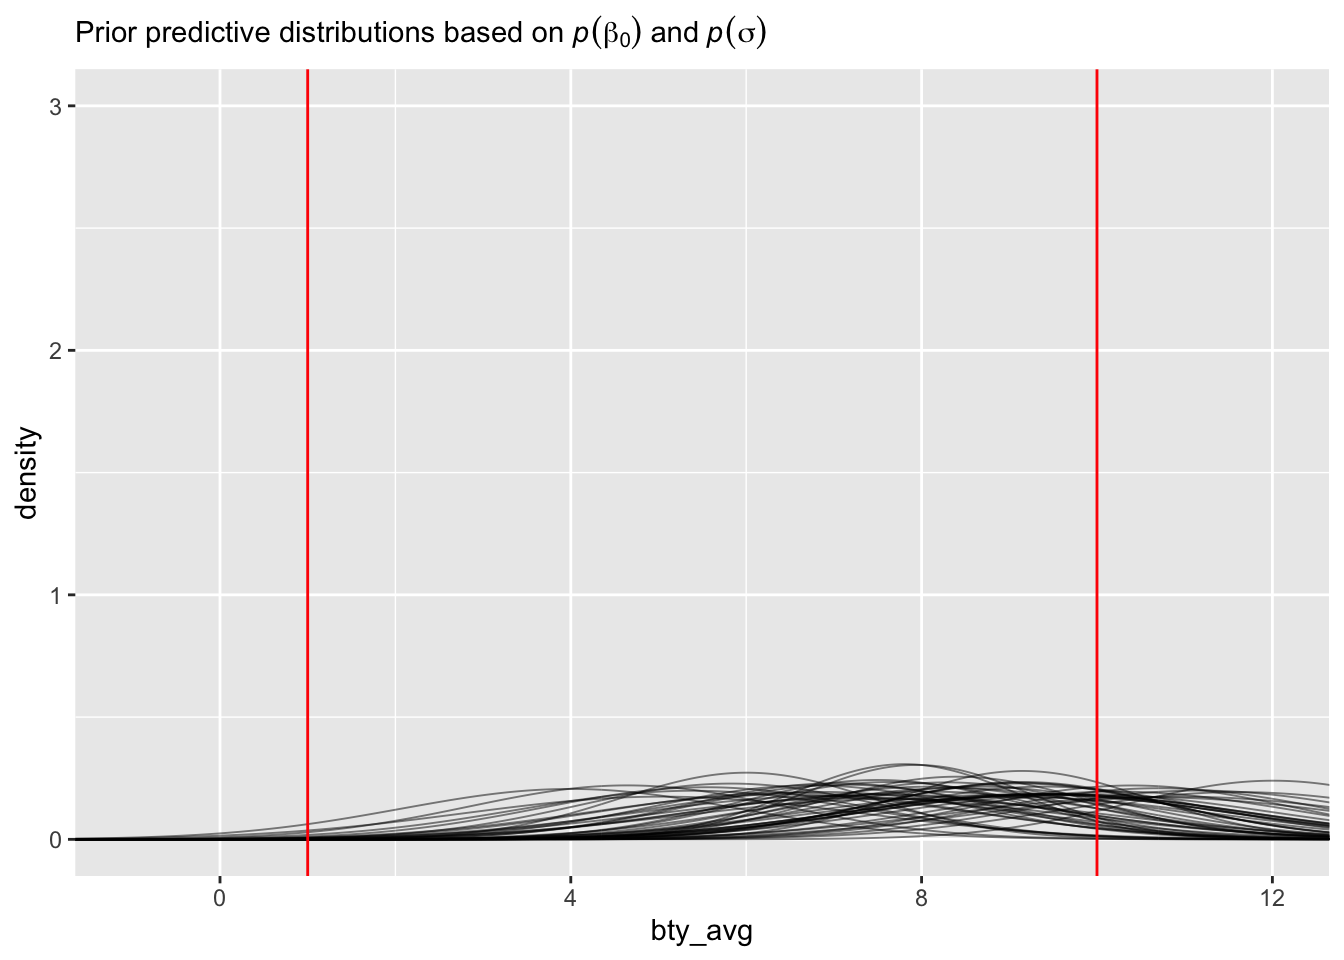 Prior predictive distributions based on p(β₀) and p(σ)
3
2
1
0
density
0 4 8 12
bty_avg